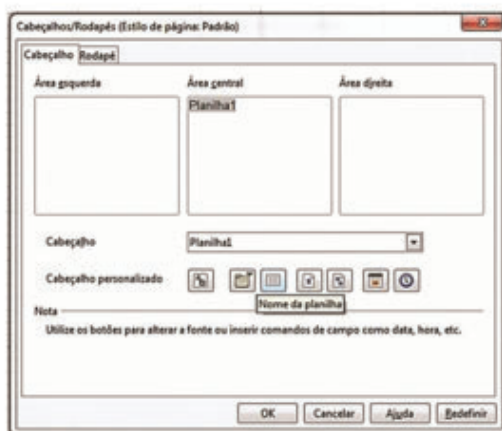 Cabeçalhos/Rodapés (Estilo de página: Padrão)
Cabeçalho Rodapé
Área esquerda Área central Área direita
Planilha1
Cabeçalho Planilha1
Cabeçalho personalizado
Nome da planilha
Nota
Utilize os botões para alterar a fonte ou inserir comandos de campo como data, hora, etc.
OK Cancelar Ajuda Redefinir